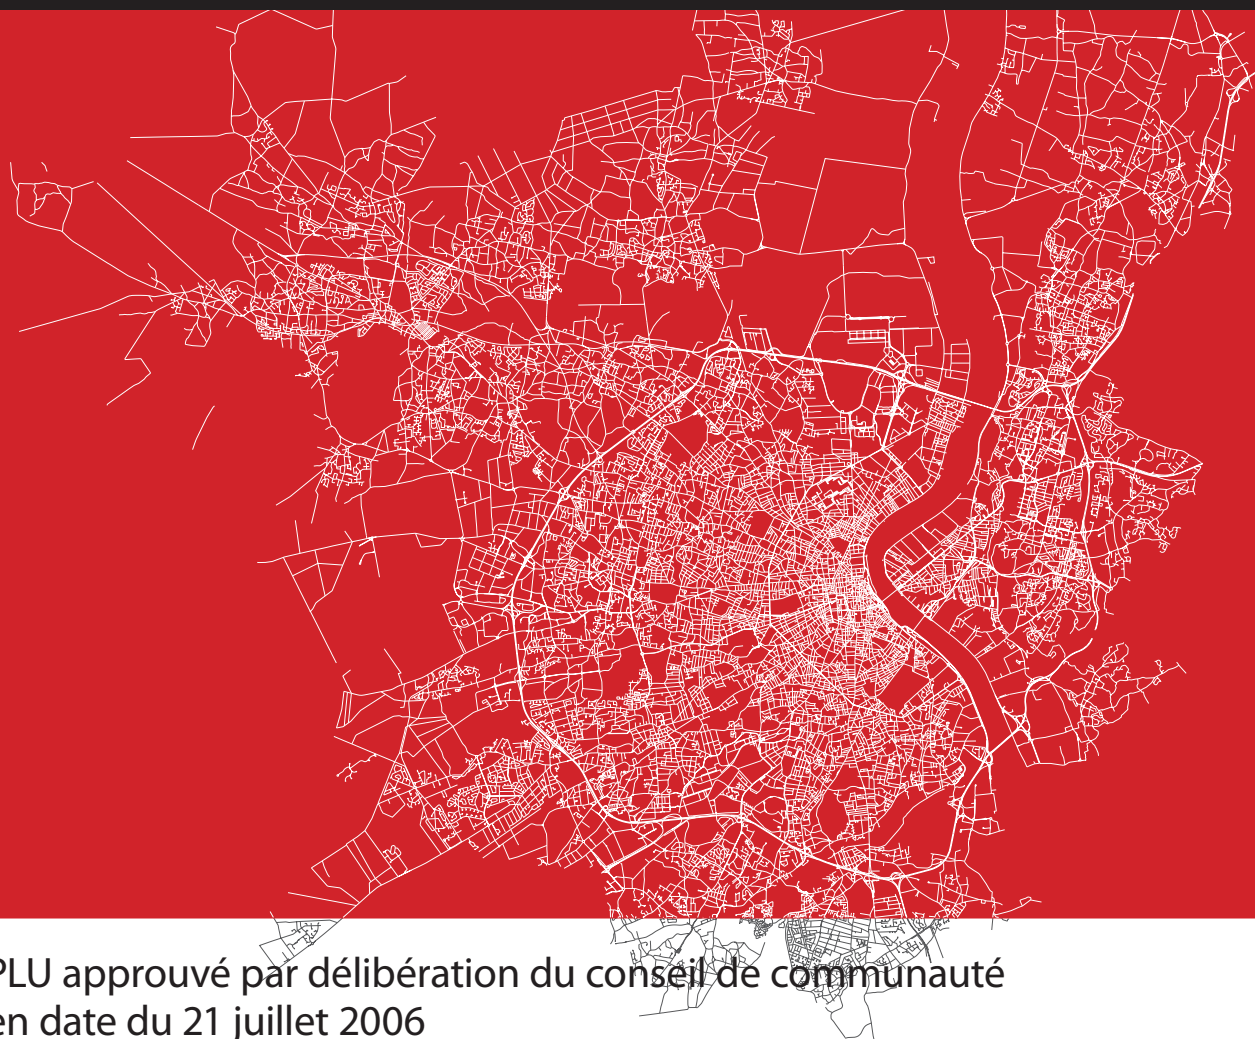 PLU approuvé par délibération du conseil de communauté
en date du 21 juillet 2006